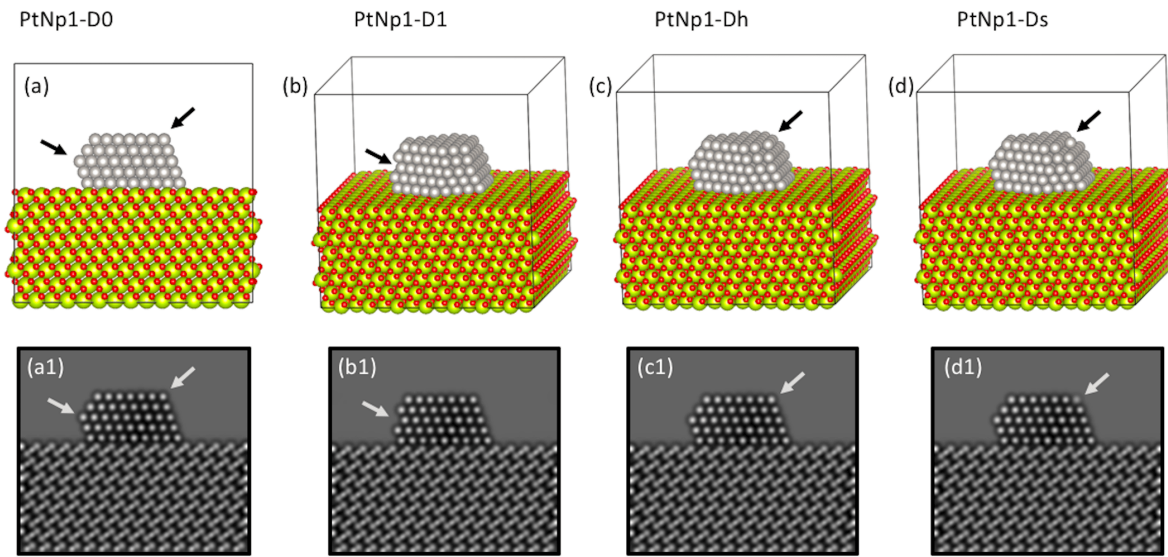 PtNp1-D0 PtNp1-D1 PtNp1-Dh PtNp1-Ds
(a) (b) (c) (d)
(a1) (b1) (c1) (d1)